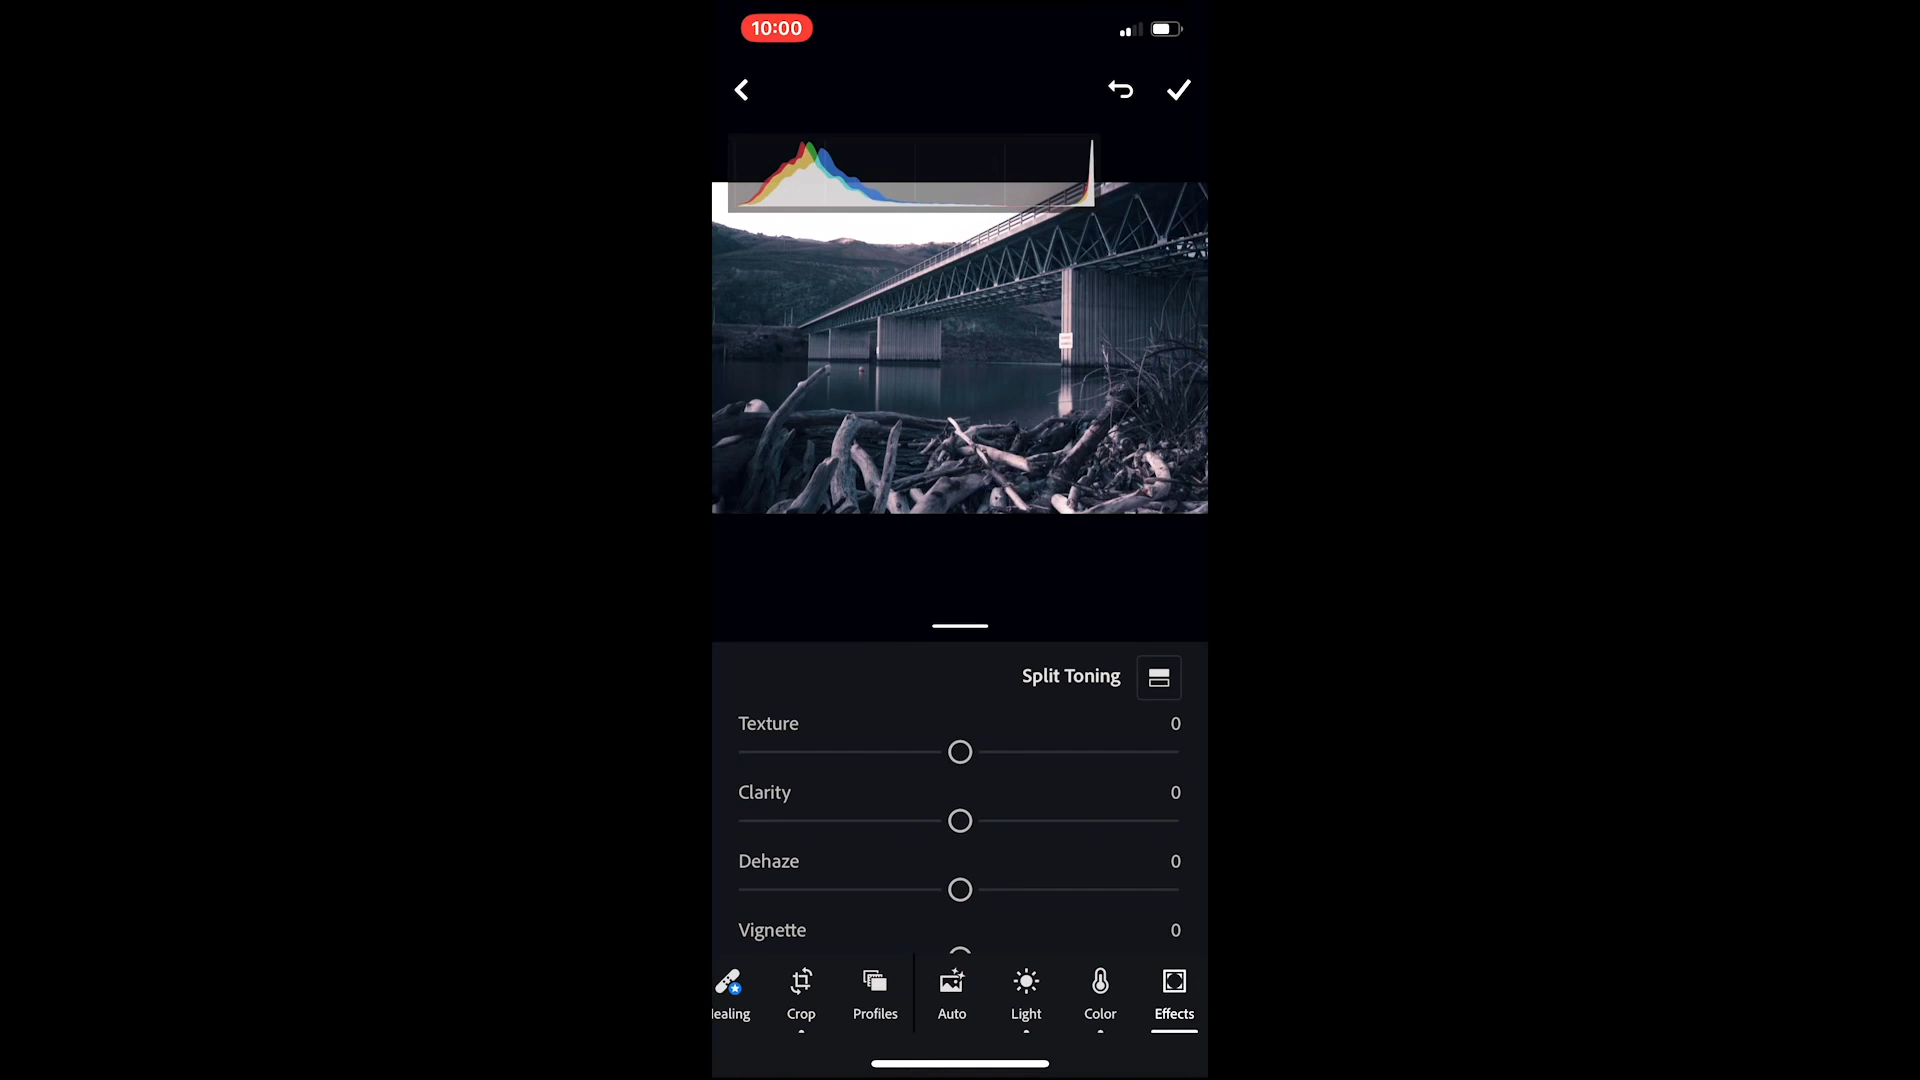 10:00
Split Toning
Texture 0
Clarity 0
Dehaze 0
Vignette 0
ealing Crop Profiles Auto Light Color Effects